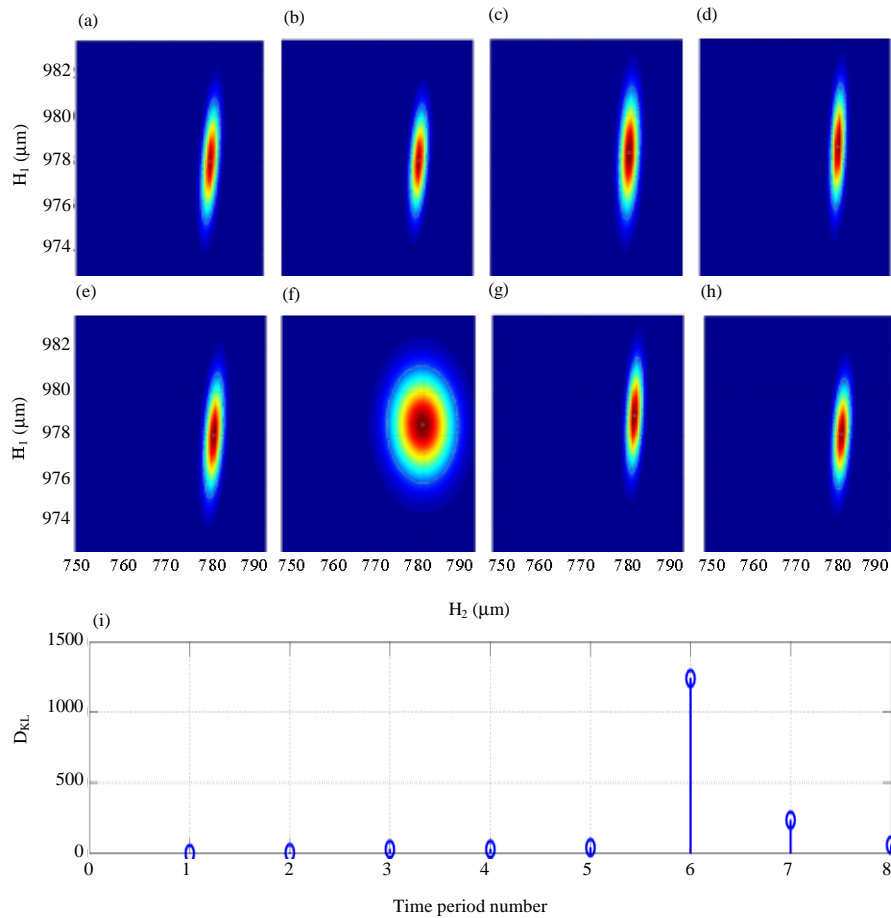 (a) (b) (c) (d)
982
980
978
976
974
H₁ (μm)
(e) (f) (g) (h)
982
980
978
976
974
H₁ (μm)
750 760 770 780 790 750 760 770 780 790 750 760 770 780 790 750 760 770 780 790
H₂ (μm)
(i)
1500
1000
500
0
D_KL
0 1 2 3 4 5 6 7 8
Time period number